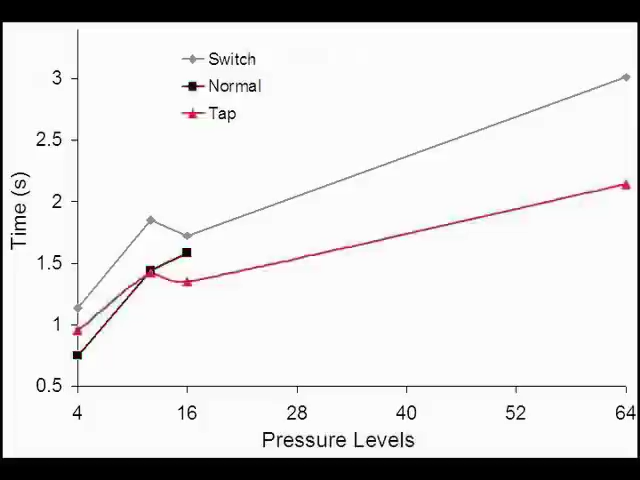 Switch
Normal
Tap
3
2.5
2
1.5
1
0.5
Time (s)
4 16 28 40 52 64
Pressure Levels